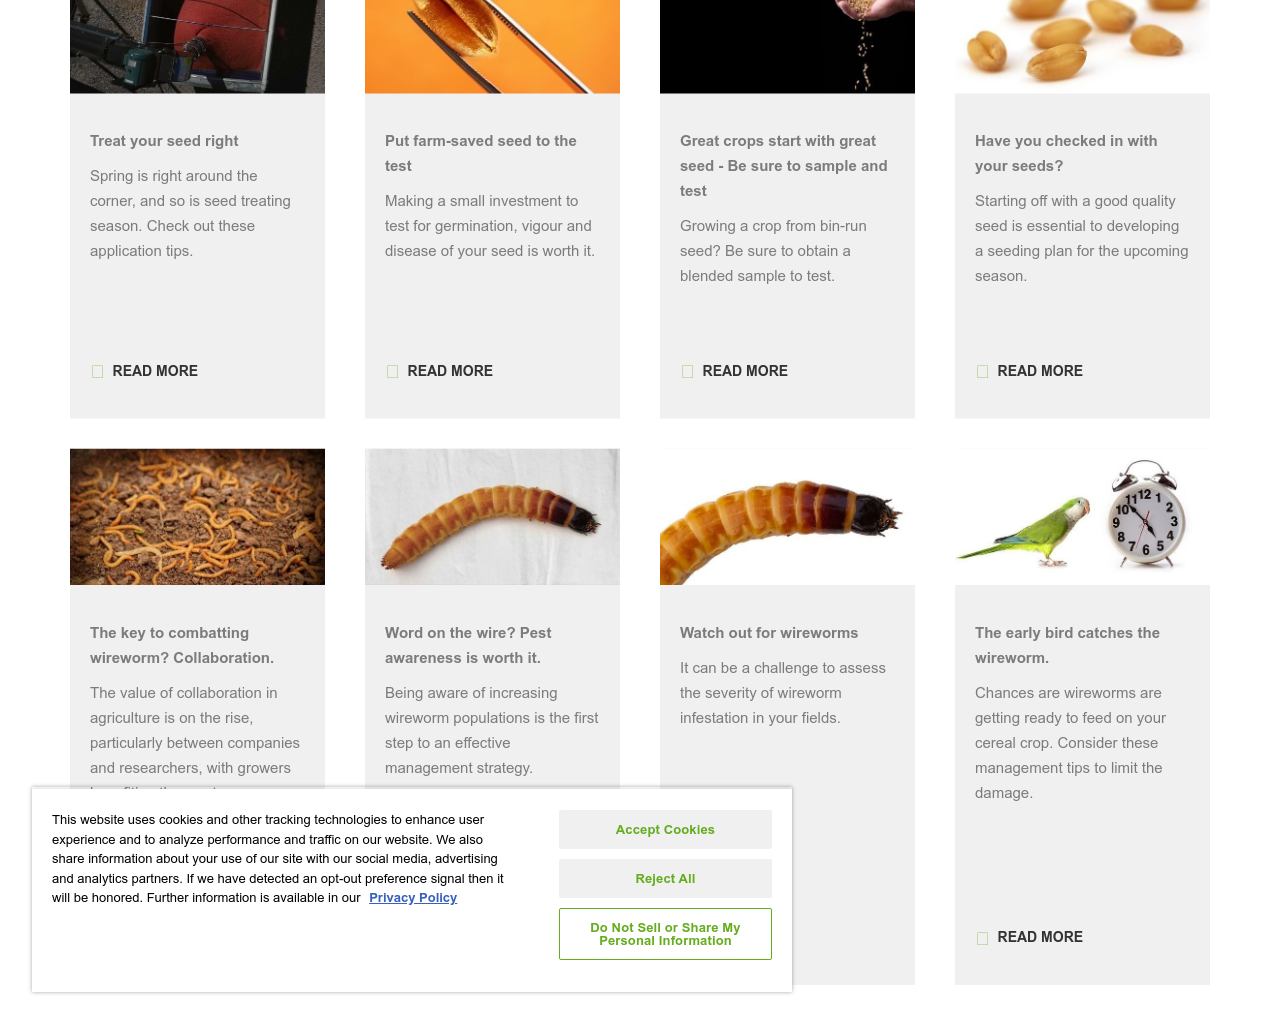 Treat your seed right
Spring is right around the
corner, and so is seed treating
season. Check out these
application tips.
READ MORE
Put farm-saved seed to the
test
Making a small investment to
test for germination, vigour and
disease of your seed is worth it.
READ MORE
Great crops start with great
seed - Be sure to sample and
test
Growing a crop from bin-run
seed? Be sure to obtain a
blended sample to test.
READ MORE
Have you checked in with
your seeds?
Starting off with a good quality
seed is essential to developing
a seeding plan for the upcoming
season.
READ MORE
The key to combatting
wireworm? Collaboration.
The value of collaboration in
agriculture is on the rise,
particularly between companies
and researchers, with growers
Word on the wire? Pest
awareness is worth it.
Being aware of increasing
wireworm populations is the first
step to an effective
management strategy.
Watch out for wireworms
It can be a challenge to assess
the severity of wireworm
infestation in your fields.
12
1
2
3
4
5
6
7
8
9
10
11
The early bird catches the
wireworm.
Chances are wireworms are
getting ready to feed on your
cereal crop. Consider these
management tips to limit the
damage.
READ MORE
This website uses cookies and other tracking technologies to enhance user
experience and to analyze performance and traffic on our website. We also
share information about your use of our site with our social media, advertising
and analytics partners. If we have detected an opt-out preference signal then it
will be honored. Further information is available in our Privacy Policy
Accept Cookies
Reject All
Do Not Sell or Share My
Personal Information